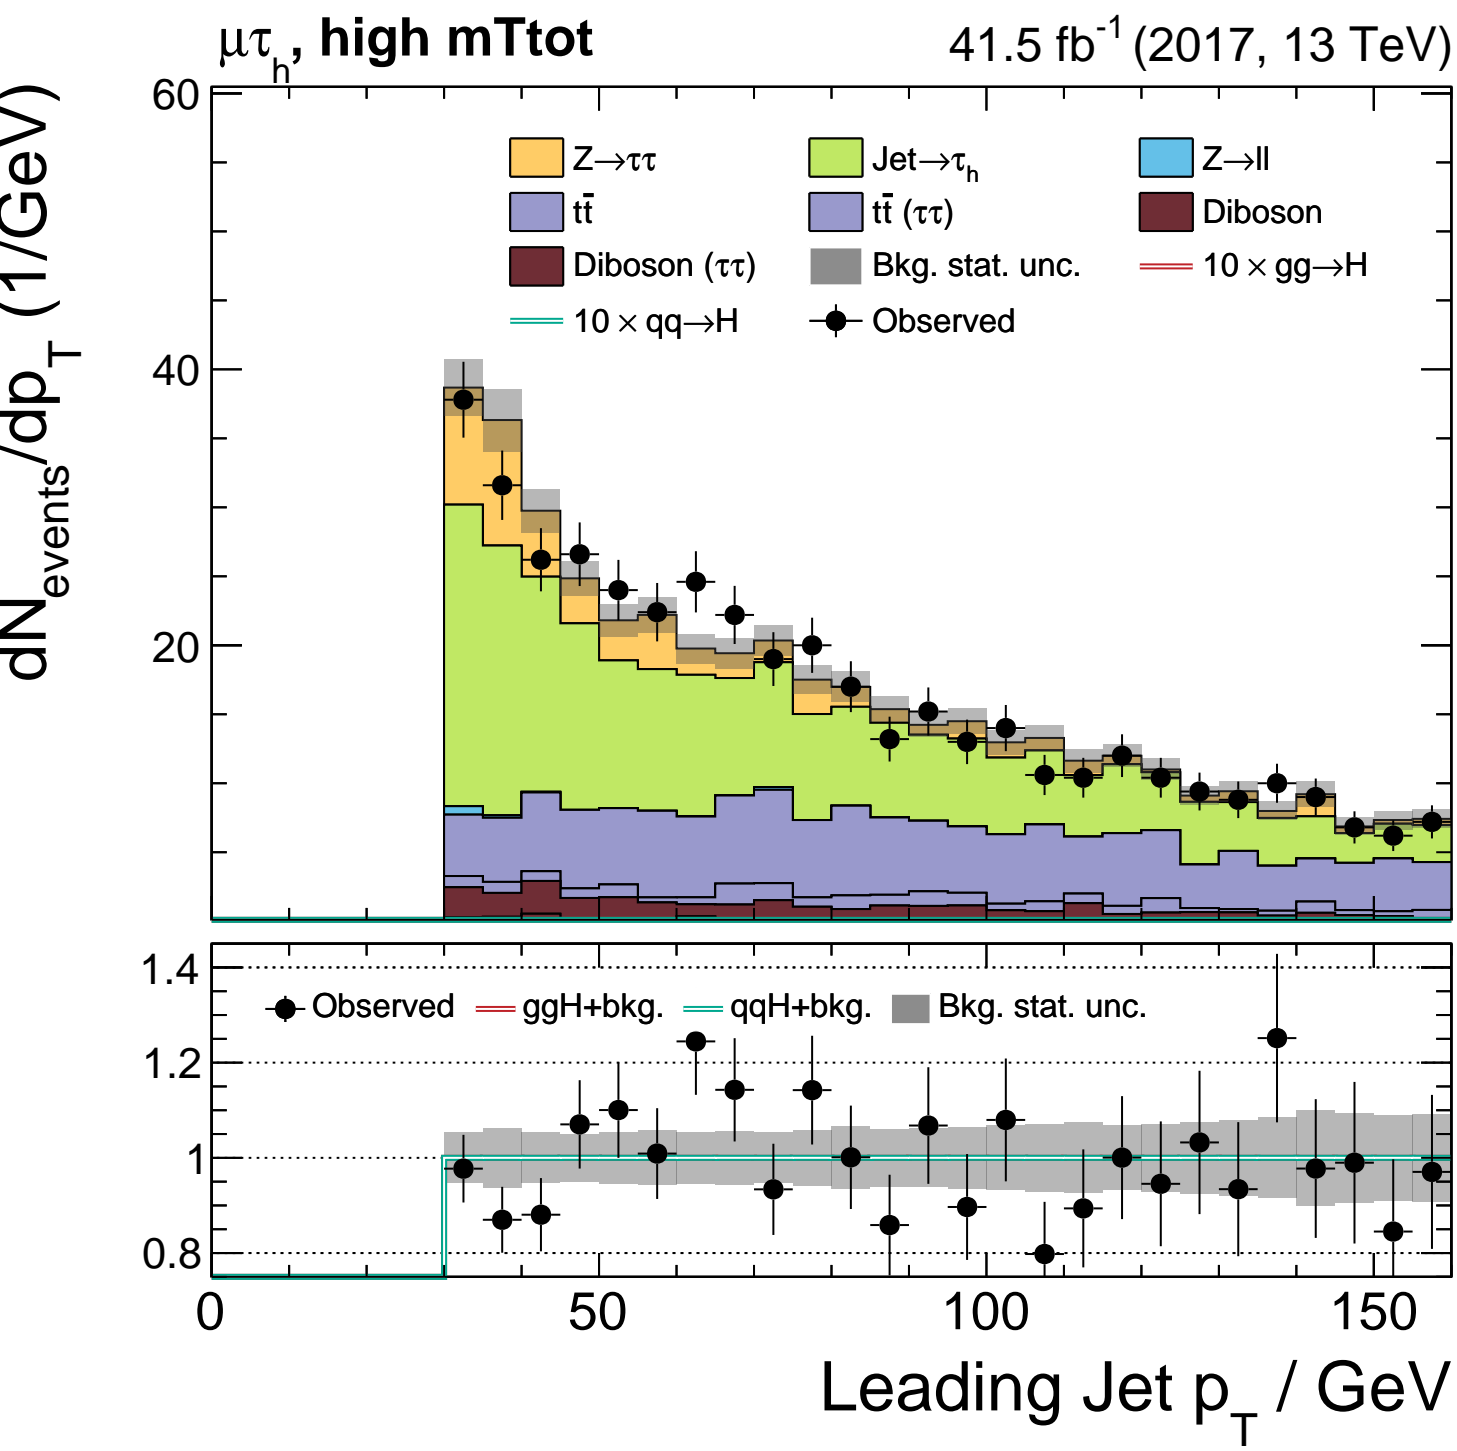 μτh, high mTtot 41.5 fb-1 (2017, 13 TeV)
dNevents/dpT (1/GeV)
60
40
20
Z→ττ Jet→τh Z→ll
tt̄ tt̄ (ττ) Diboson
Diboson (ττ) Bkg. stat. unc. 10 × gg→H
10 × qq→H Observed
1.4
1.2
1
0.8
Observed ggH+bkg. qqH+bkg. Bkg. stat. unc.
0 50 100 150
Leading Jet pT / GeV